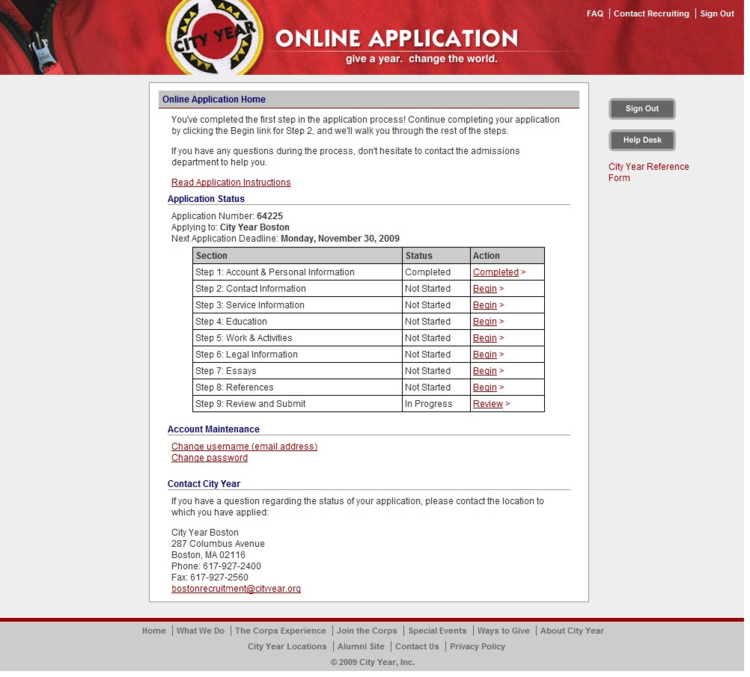 FAQ | Contact Recruiting | Sign Out
CITY YEAR
ONLINE APPLICATION
give a year. change the world.
Online Application Home
You've completed the first step in the application process! Continue completing your application
by clicking the Begin link for Step 2, and we'll walk you through the rest of the steps.
If you have any questions during the process, don't hesitate to contact the admissions
department to help you.
Read Application Instructions
Application Status
Application Number: 64225
Applying to: City Year Boston
Next Application Deadline: Monday, November 30, 2009
Section Status Action
Step 1: Account & Personal Information Completed Completed >
Step 2: Contact Information Not Started Begin >
Step 3: Service Information Not Started Begin >
Step 4: Education Not Started Begin >
Step 5: Work & Activities Not Started Begin >
Step 6: Legal Information Not Started Begin >
Step 7: Essays Not Started Begin >
Step 8: References Not Started Begin >
Step 9: Review and Submit In Progress Review >
Account Maintenance
Change username (email address)
Change password
Contact City Year
If you have a question regarding the status of your application, please contact the location to
which you have applied:
City Year Boston
287 Columbus Avenue
Boston, MA 02116
Phone: 617-927-2400
Fax: 617-927-2560
bostonrecruitment@cityyear.org
Sign Out
Help Desk
City Year Reference
Form
Home | What We Do | The Corps Experience | Join the Corps | Special Events | Ways to Give | About City Year
City Year Locations | Alumni Site | Contact Us | Privacy Policy
© 2009 City Year, Inc.